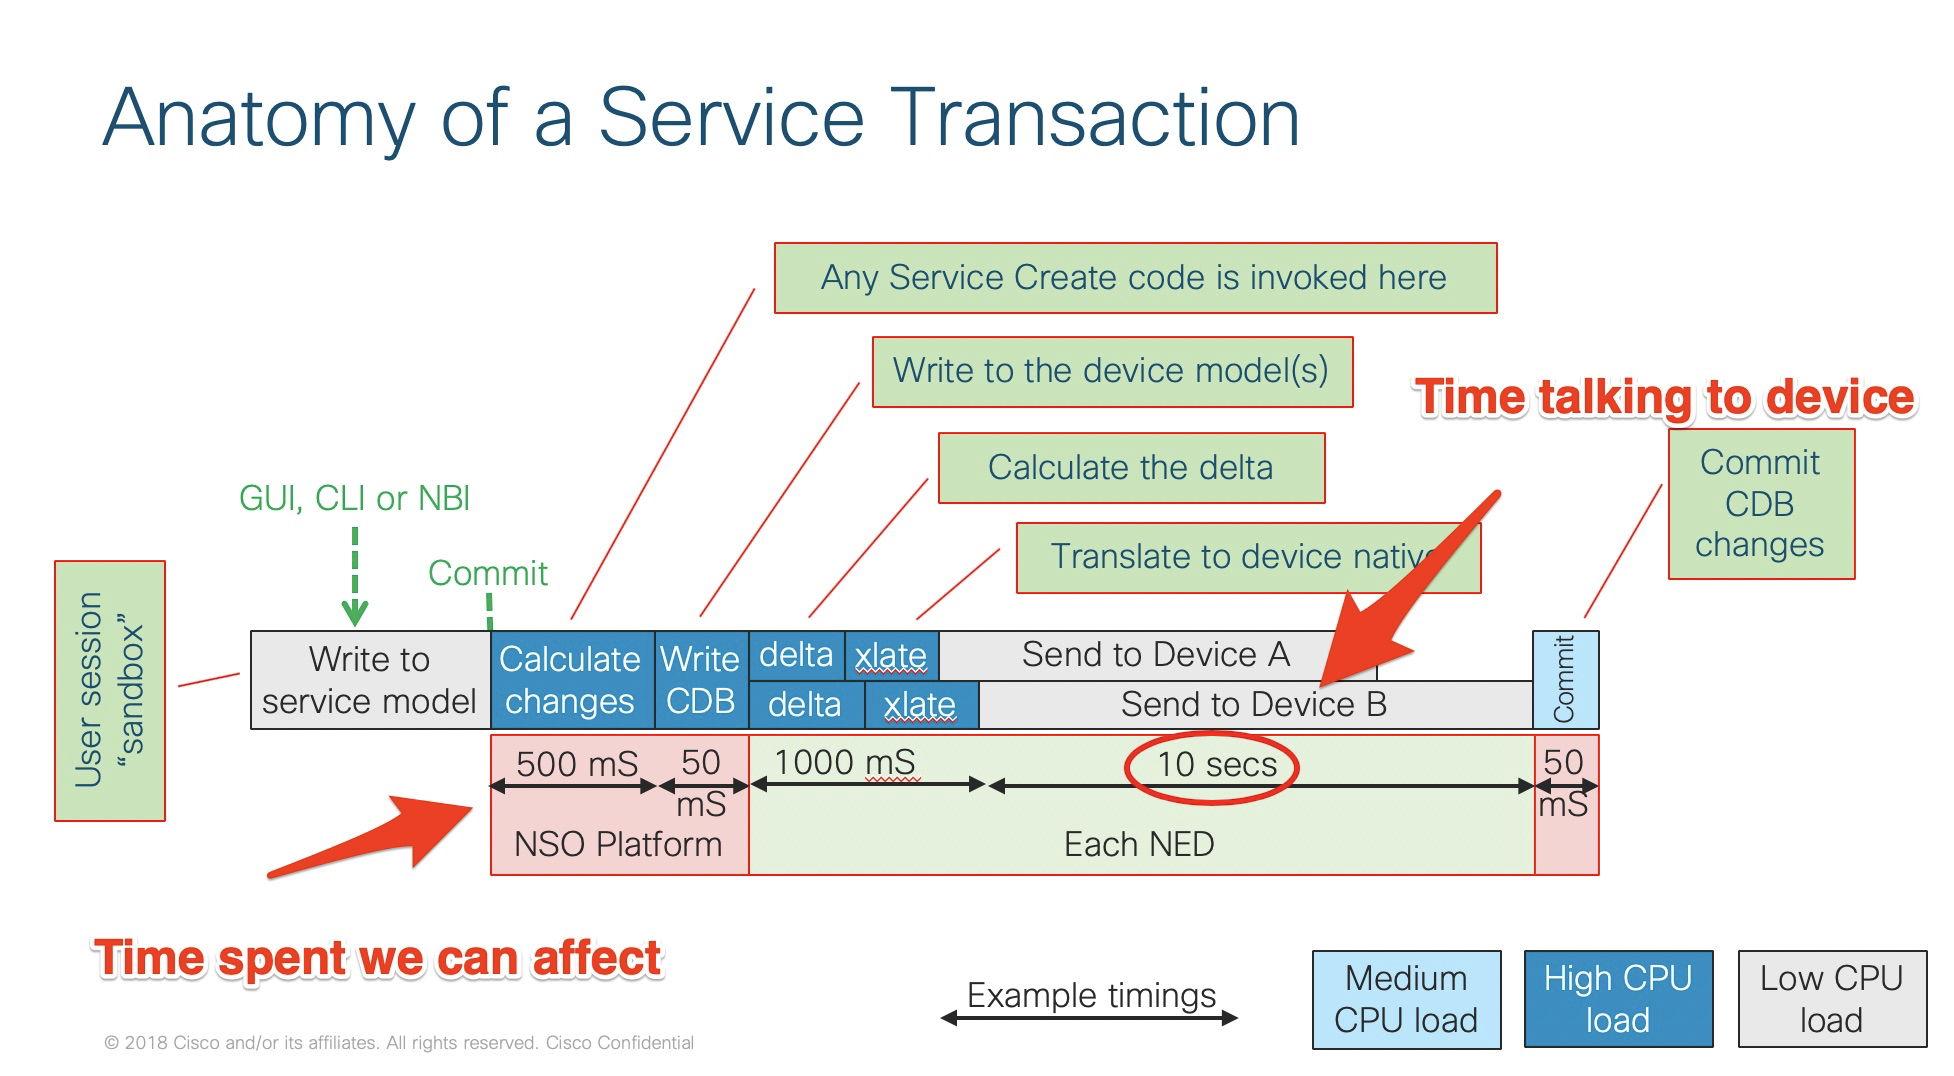 Anatomy of a Service Transaction
Any Service Create code is invoked here
Write to the device model(s)
Time talking to device
Calculate the delta
Commit
CDB
changes
GUI, CLI or NBI
Translate to device native
Commit
User session
“sandbox”
Write to
service model
Calculate
changes
Write
CDB
delta
xlate
Send to Device A
delta
xlate
Send to Device B
Commit
500 mS
50
mS
1000 mS
10 secs
50
mS
NSO Platform
Each NED
Time spent we can affect
Example timings
Medium
CPU load
High CPU
load
Low CPU
load
© 2018 Cisco and/or its affiliates. All rights reserved. Cisco Confidential